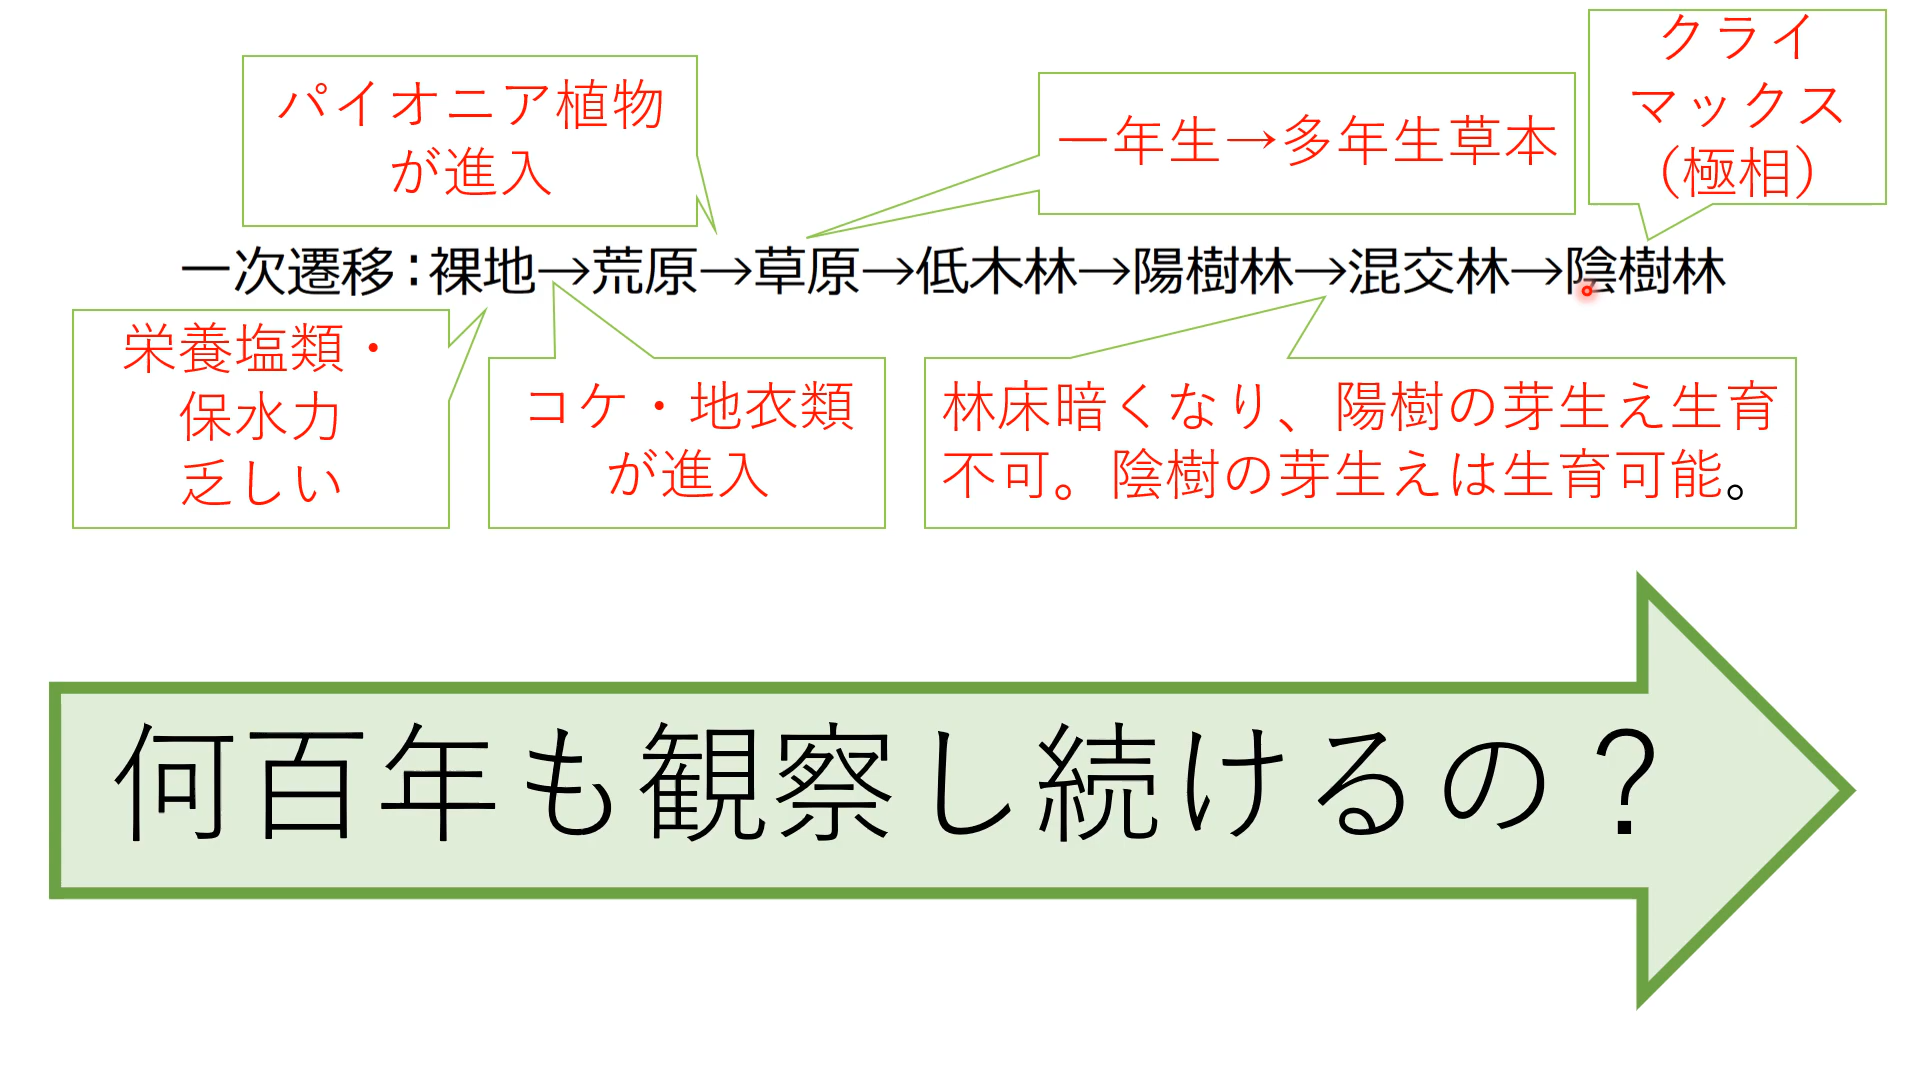 パイオニア植物
が進入
一年生→多年生草本
クライ
マックス
（極相）
一次遷移：裸地→荒原→草原→低木林→陽樹林→混交林→陰樹林
栄養塩類・
保水力
乏しい
コケ・地衣類
が進入
林床暗くなり、陽樹の芽生え生育
不可。陰樹の芽生えは生育可能。
何百年も観察し続けるの？